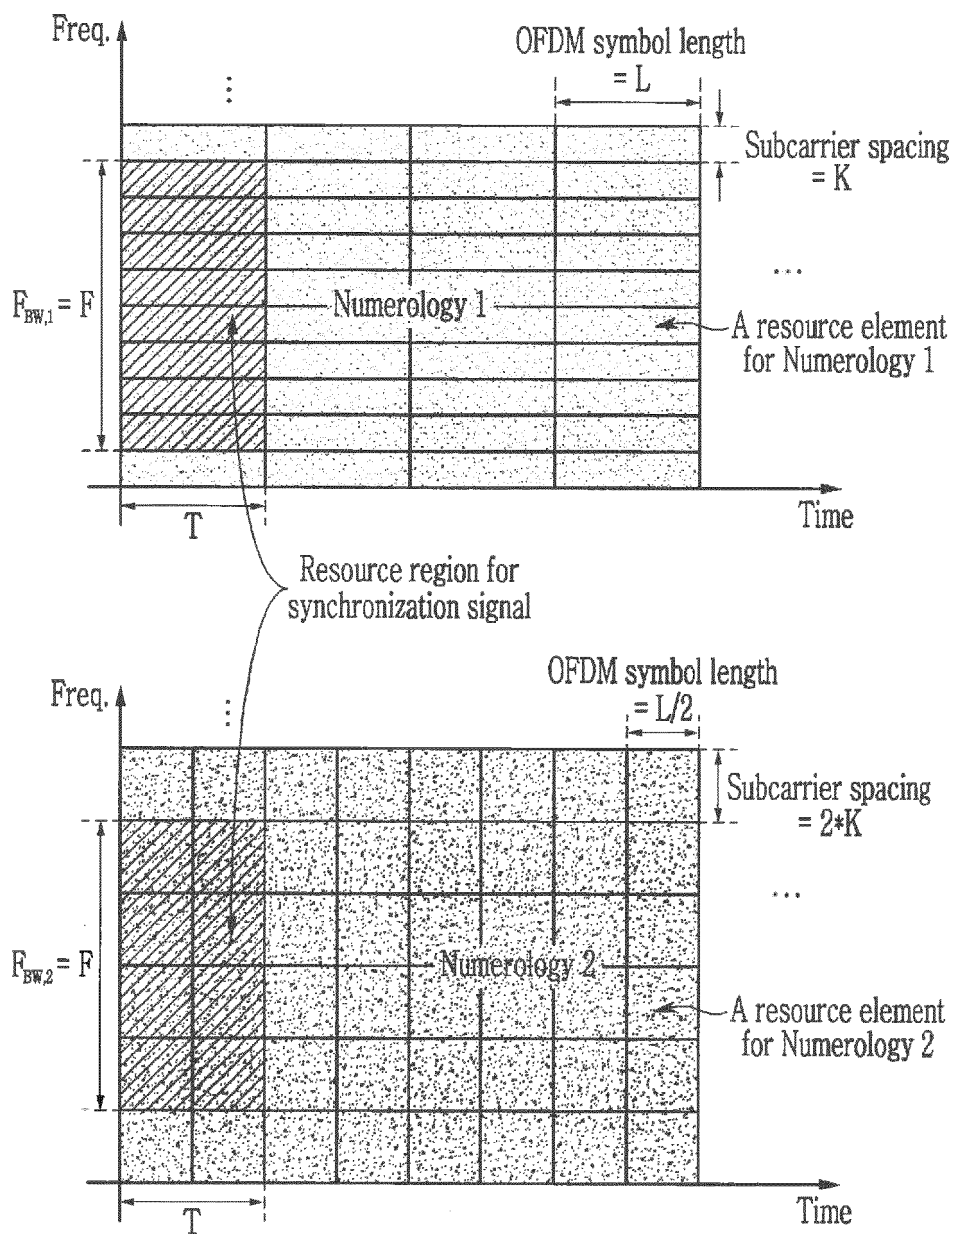 Freq.
OFDM symbol length
= L
Subcarrier spacing
= K
F_BW,1 = F
Numerology 1
A resource element
for Numerology 1
T
Time
Resource region for
synchronization signal
Freq.
OFDM symbol length
= L/2
Subcarrier spacing
= 2*K
F_BW,2 = F
Numerology 2
A resource element
for Numerology 2
T
Time